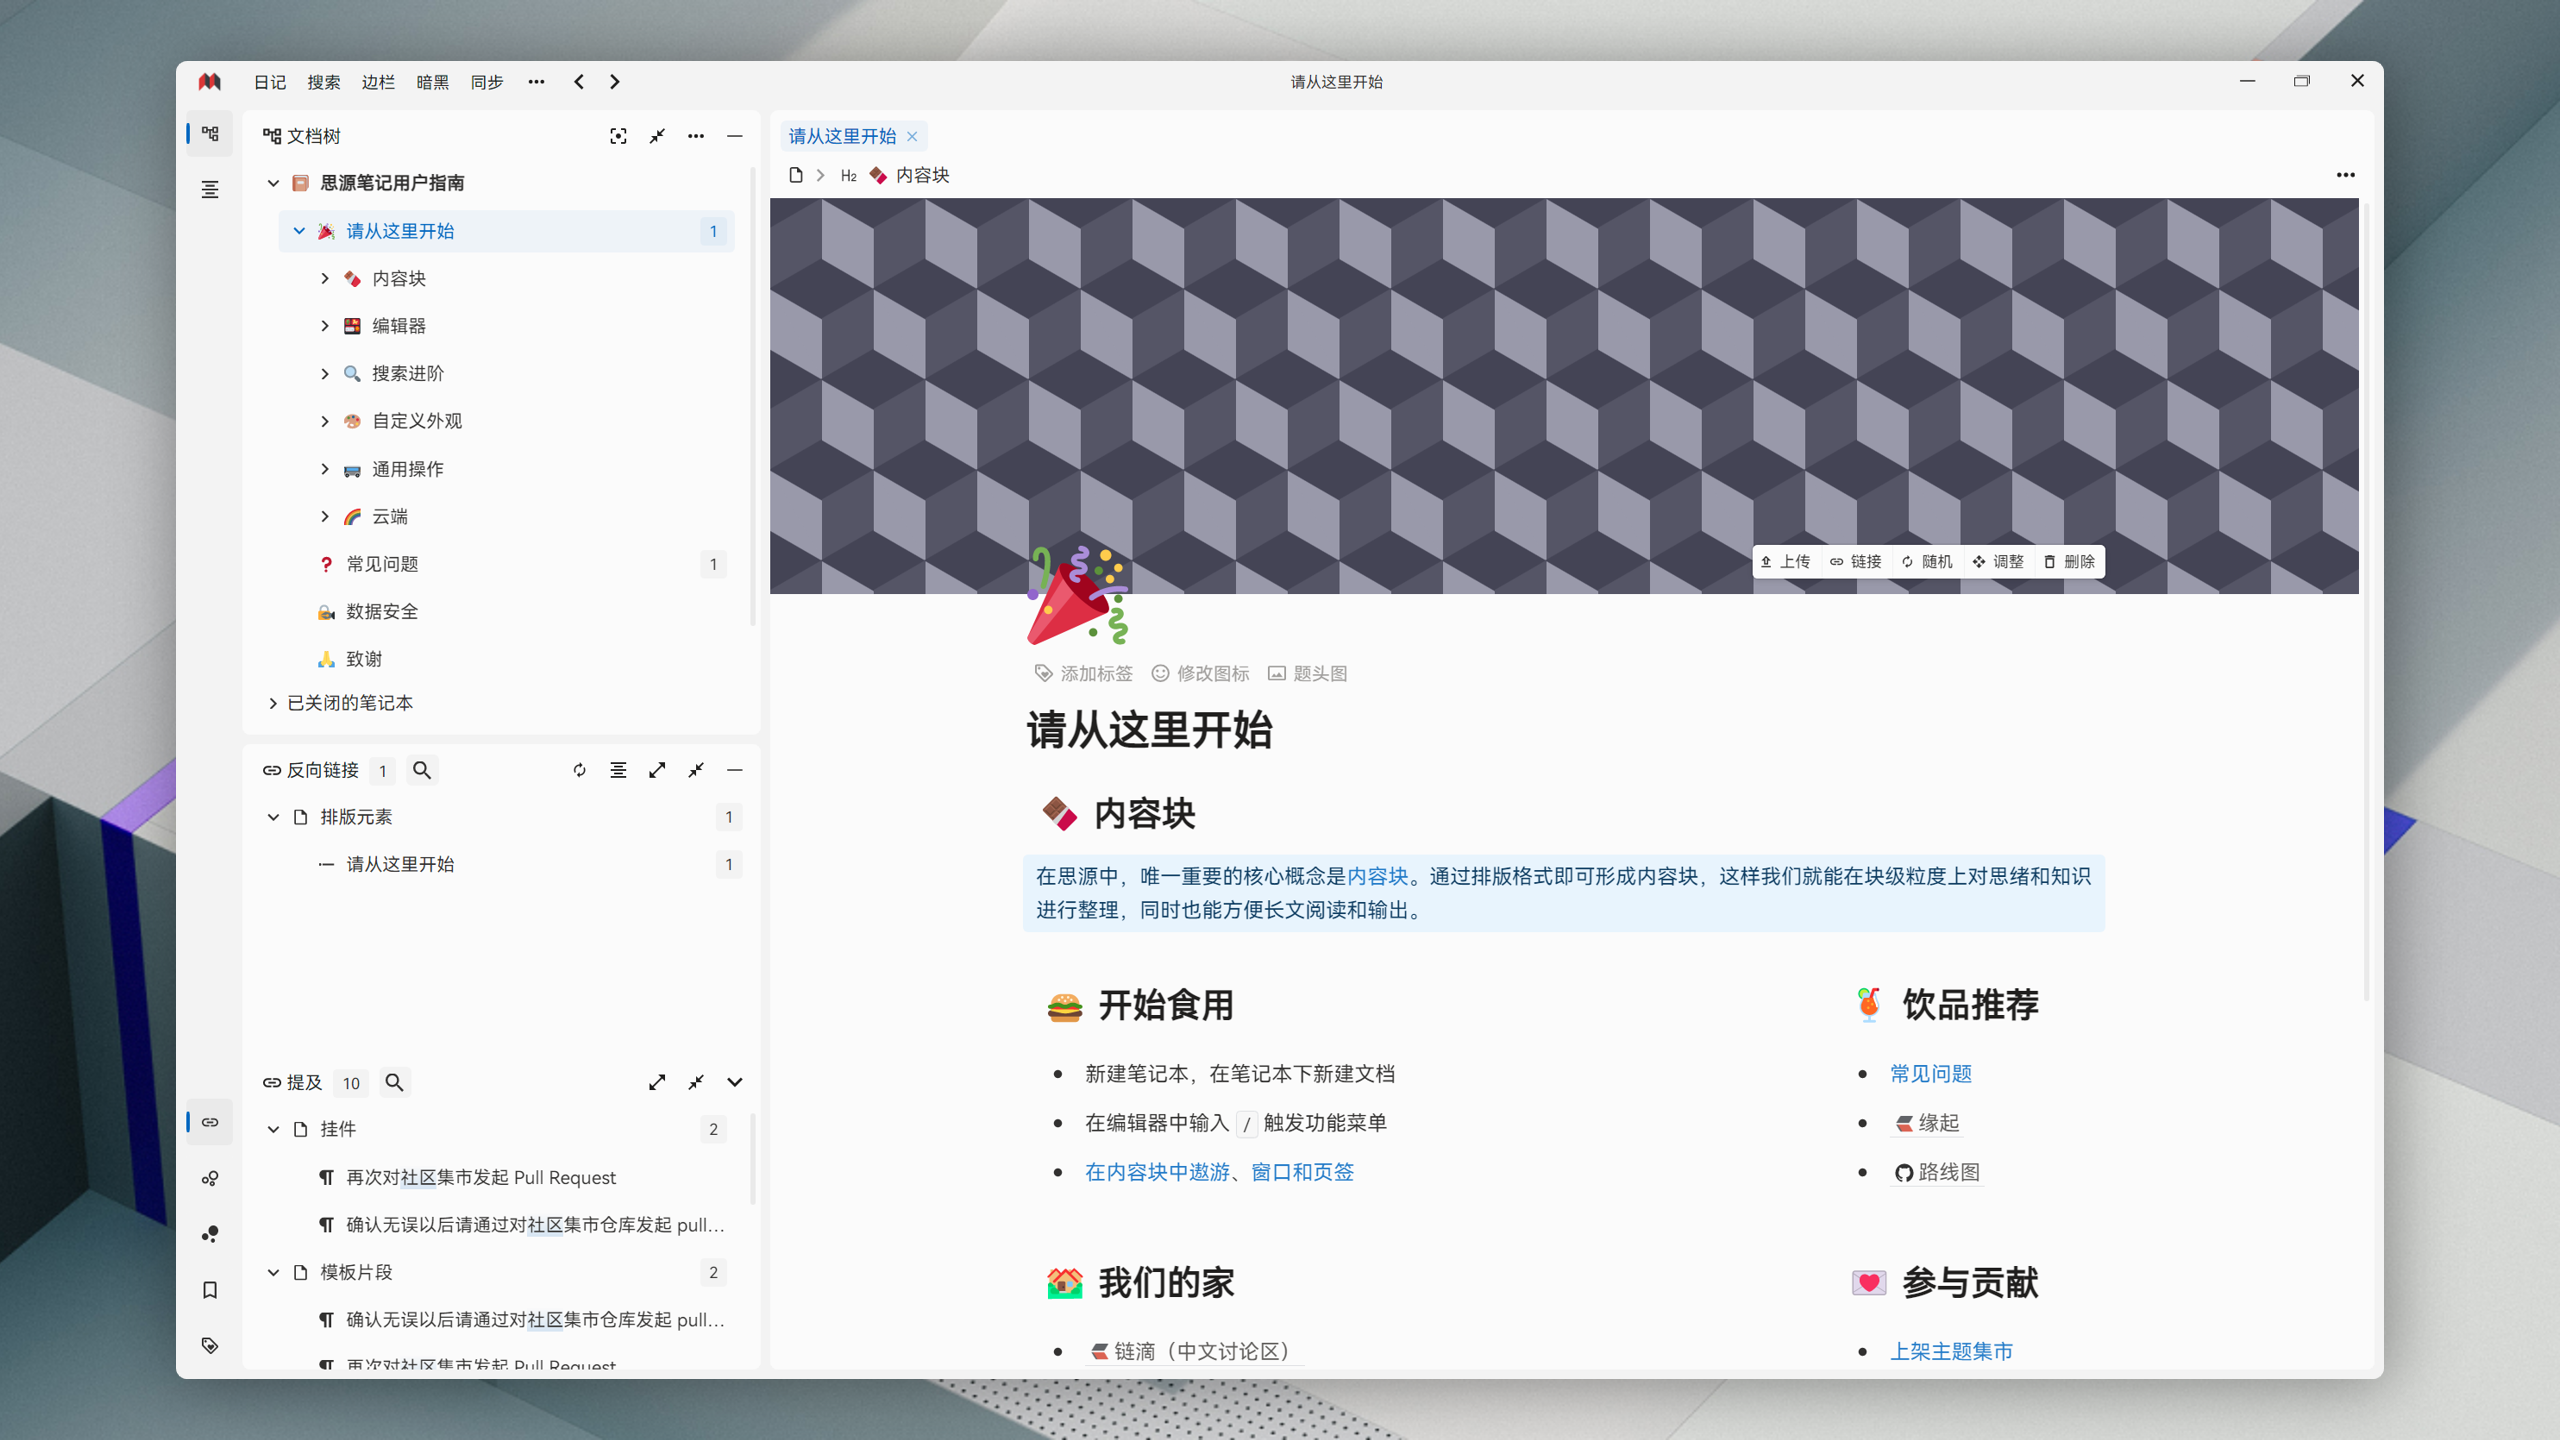 日记 搜索 边栏 暗黑 同步
请从这里开始
文档树
思源笔记用户指南
请从这里开始 1
内容块
编辑器
搜索进阶
自定义外观
通用操作
云端
常见问题 1
数据安全
致谢
已关闭的笔记本
反向链接 1
排版元素 1
请从这里开始 1
提及 10
挂件 2
再次对社区集市发起 Pull Request
确认无误以后请通过对社区集市仓库发起 pull…
模板片段 2
确认无误以后请通过对社区集市仓库发起 pull…
再次对社区集市发起 Pull Request
请从这里开始
H2 内容块
上传 链接 随机 调整 删除
添加标签 修改图标 题头图
请从这里开始
内容块
在思源中，唯一重要的核心概念是内容块。通过排版格式即可形成内容块，这样我们就能在块级粒度上对思绪和知识
进行整理，同时也能方便长文阅读和输出。
开始食用
新建笔记本，在笔记本下新建文档
在编辑器中输入 / 触发功能菜单
在内容块中遨游、窗口和页签
饮品推荐
常见问题
缘起
路线图
我们的家
链滴（中文讨论区）
参与贡献
上架主题集市